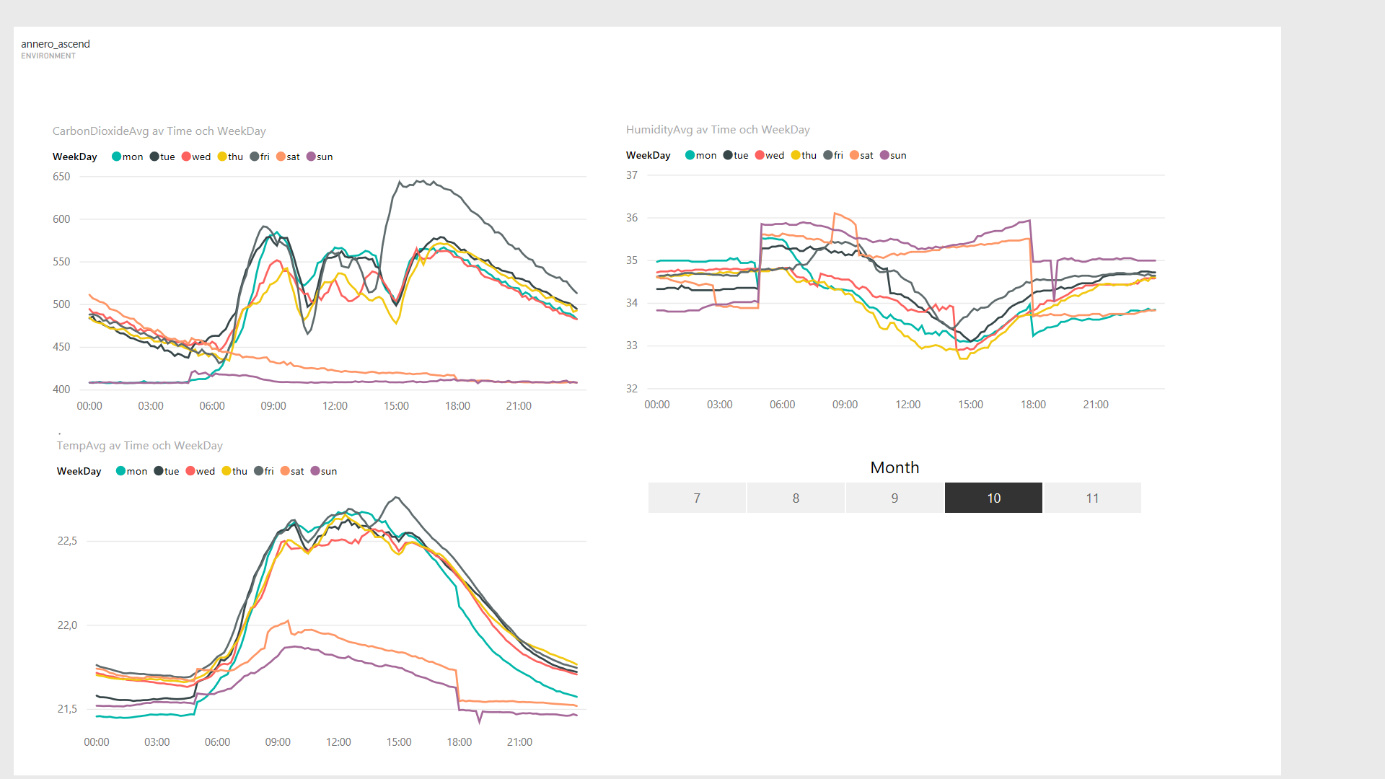 annero_ascend
ENVIRONMENT
CarbonDioxideAvg av Time och WeekDay
WeekDay mon tue wed thu fri sat sun
650
600
550
500
450
400
00:00 03:00 06:00 09:00 12:00 15:00 18:00 21:00
HumidityAvg av Time och WeekDay
WeekDay mon tue wed thu fri sat sun
37
36
35
34
33
32
00:00 03:00 06:00 09:00 12:00 15:00 18:00 21:00
TempAvg av Time och WeekDay
WeekDay mon tue wed thu fri sat sun
22,5
22,0
21,5
00:00 03:00 06:00 09:00 12:00 15:00 18:00 21:00
Month
7 8 9 10 11